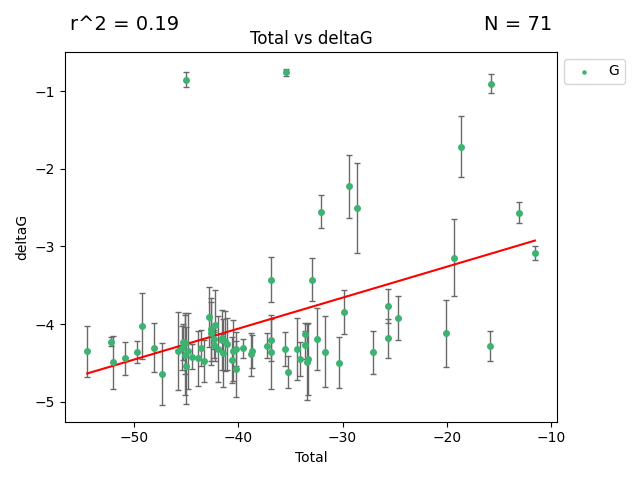 r^2 = 0.19
N = 71
Total vs deltaG
G
deltaG
−1
−2
−3
−4
−5
−50
−40
−30
−20
−10
Total